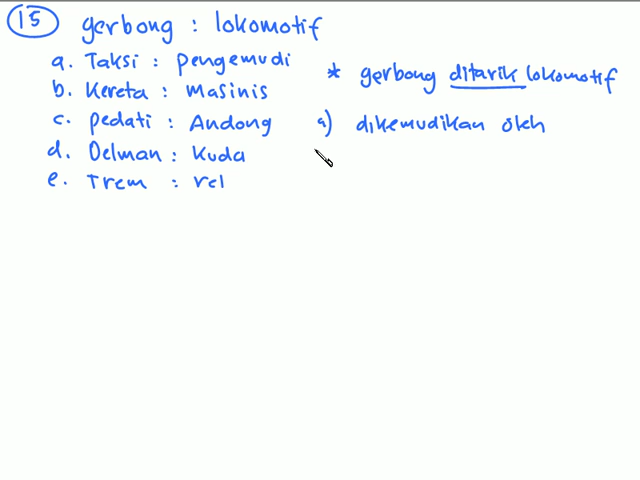 15 gerbong : lokomotif
a. Taksi : pengemudi
b. Kereta : Masinis
c. Pedati : Andong
d. Delman : Kuda
e. Trem : rel
* gerbong ditarik lokomotif
a) dikemudikan oleh